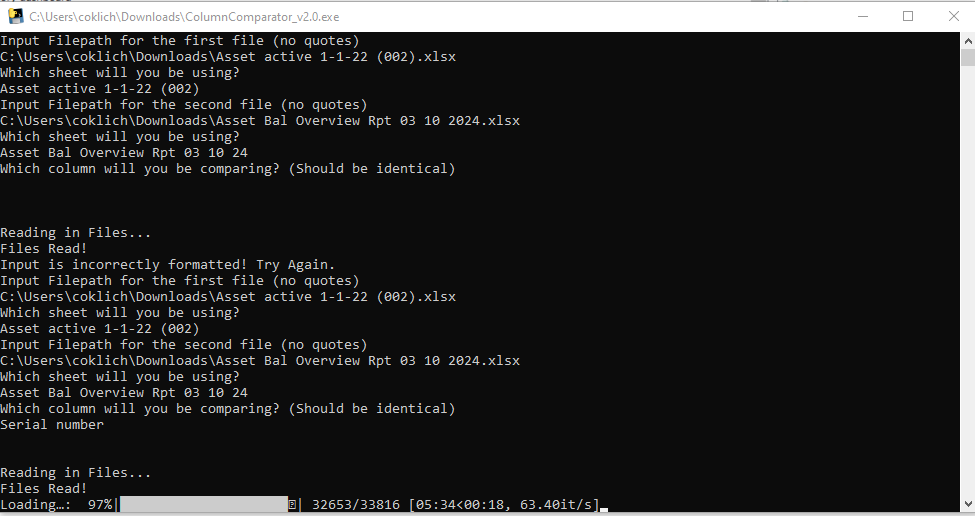 C:\Users\coklich\Downloads\ColumnComparator_v2.0.exe
Input Filepath for the first file (no quotes)
C:\Users\coklich\Downloads\Asset active 1-1-22 (002).xlsx
Which sheet will you be using?
Asset active 1-1-22 (002)
Input Filepath for the second file (no quotes)
C:\Users\coklich\Downloads\Asset Bal Overview Rpt 03 10 2024.xlsx
Which sheet will you be using?
Asset Bal Overview Rpt 03 10 24
Which column will you be comparing? (Should be identical)
Reading in Files...
Files Read!
Input is incorrectly formatted! Try Again.
Input Filepath for the first file (no quotes)
C:\Users\coklich\Downloads\Asset active 1-1-22 (002).xlsx
Which sheet will you be using?
Asset active 1-1-22 (002)
Input Filepath for the second file (no quotes)
C:\Users\coklich\Downloads\Asset Bal Overview Rpt 03 10 2024.xlsx
Which sheet will you be using?
Asset Bal Overview Rpt 03 10 24
Which column will you be comparing? (Should be identical)
Serial number
Reading in Files...
Files Read!
Loading…:  97%| | 32653/33816 [05:34<00:18, 63.40it/s]